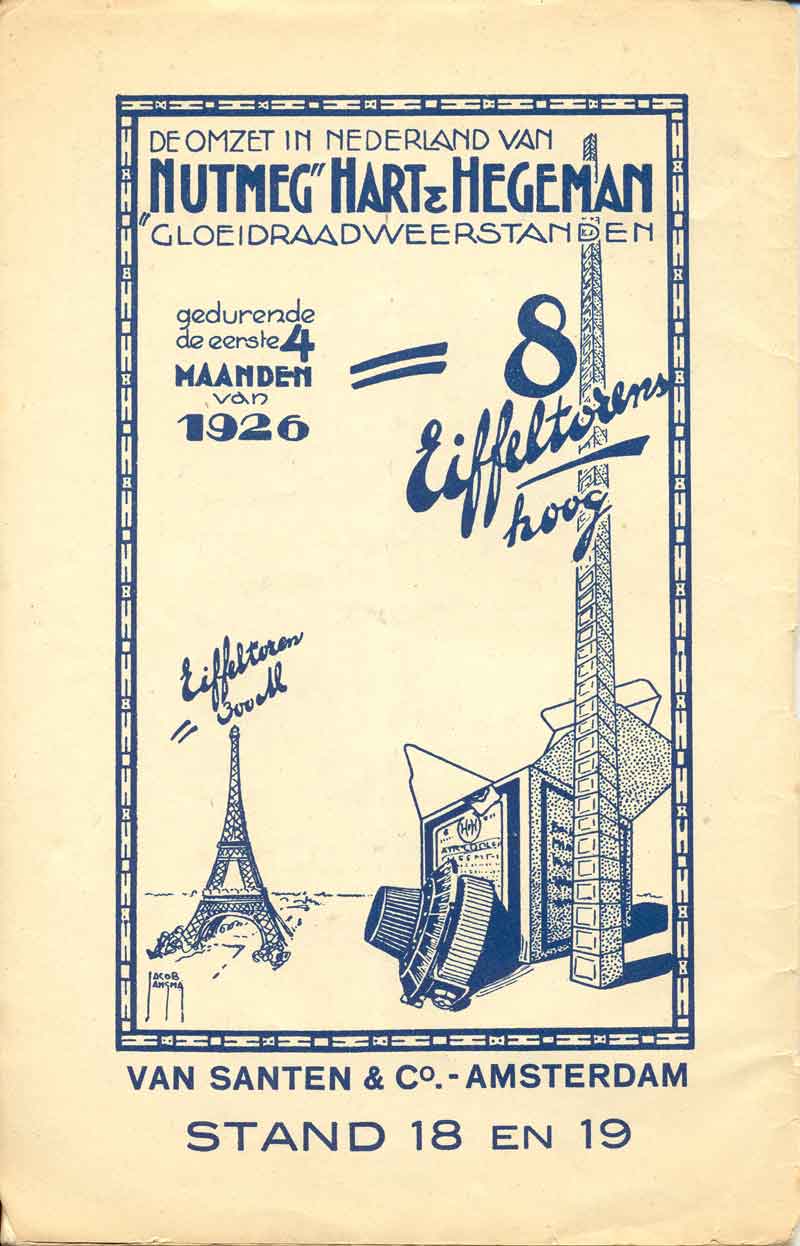 DE OMZET IN NEDERLAND VAN
NUTMEG" HART & HEGEMAN
"GLOEIDRAADWEERSTANDEN
gedurende
de eerste 4
MAANDEN
van
1926
= 8
Eiffeltorens
hoog
Eiffeltoren
= 300 M
H&H
JACOB
JANSMA
VAN SANTEN & Co. - AMSTERDAM
STAND 18 EN 19